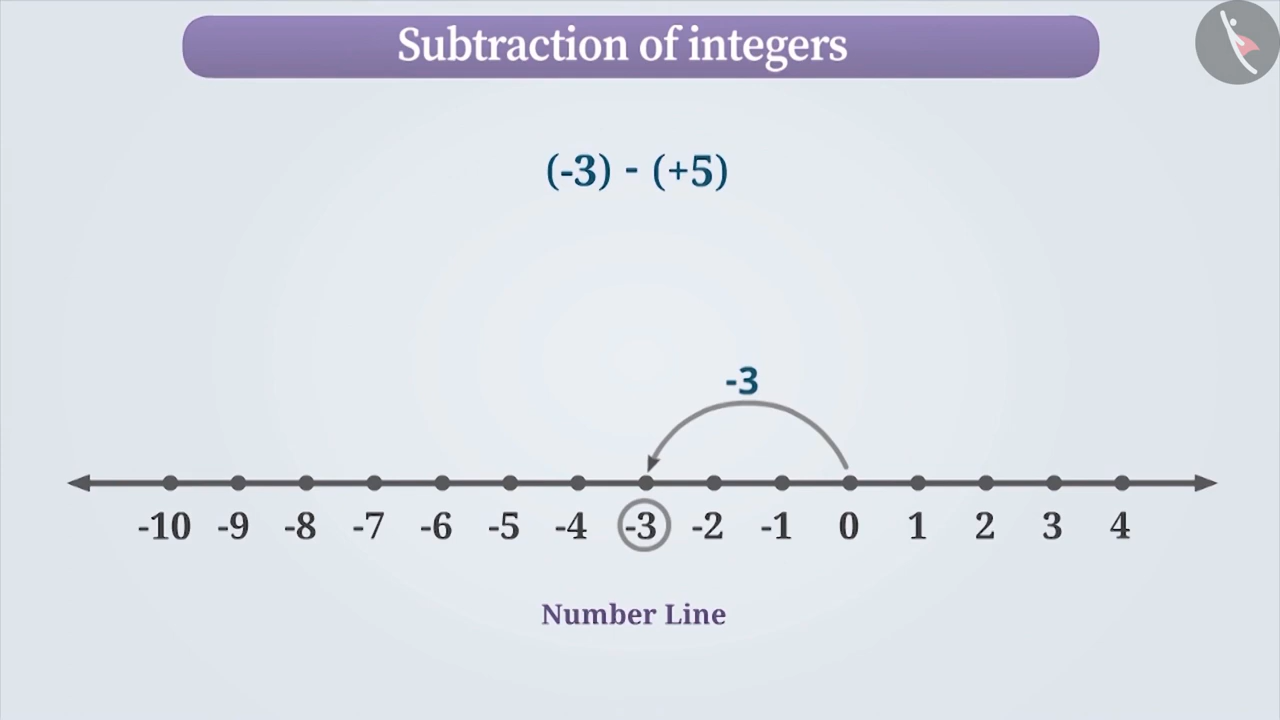 Subtraction of integers
(-3) - (+5)
-3
-10 -9 -8 -7 -6 -5 -4 -3 -2 -1 0 1 2 3 4
Number Line